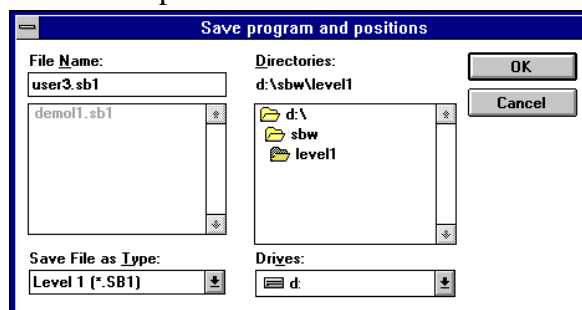 Save program and positions
File Name:
user3.sb1
demol1.sb1
Save File as Type:
Level 1 (*.SB1)
Directories:
d:\sbw\level1
d:\
sbw
level1
Drives:
d:
OK
Cancel